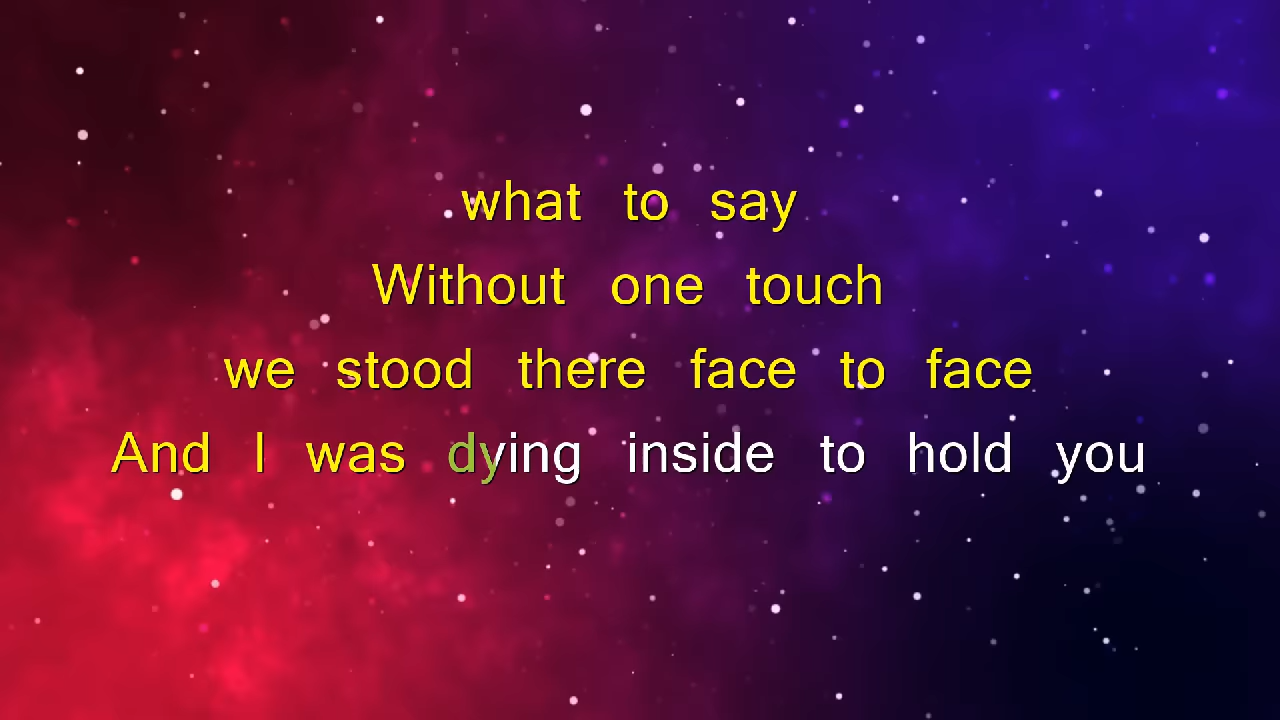 what to say
Without one touch
we stood there face to face
And I was dying inside to hold you